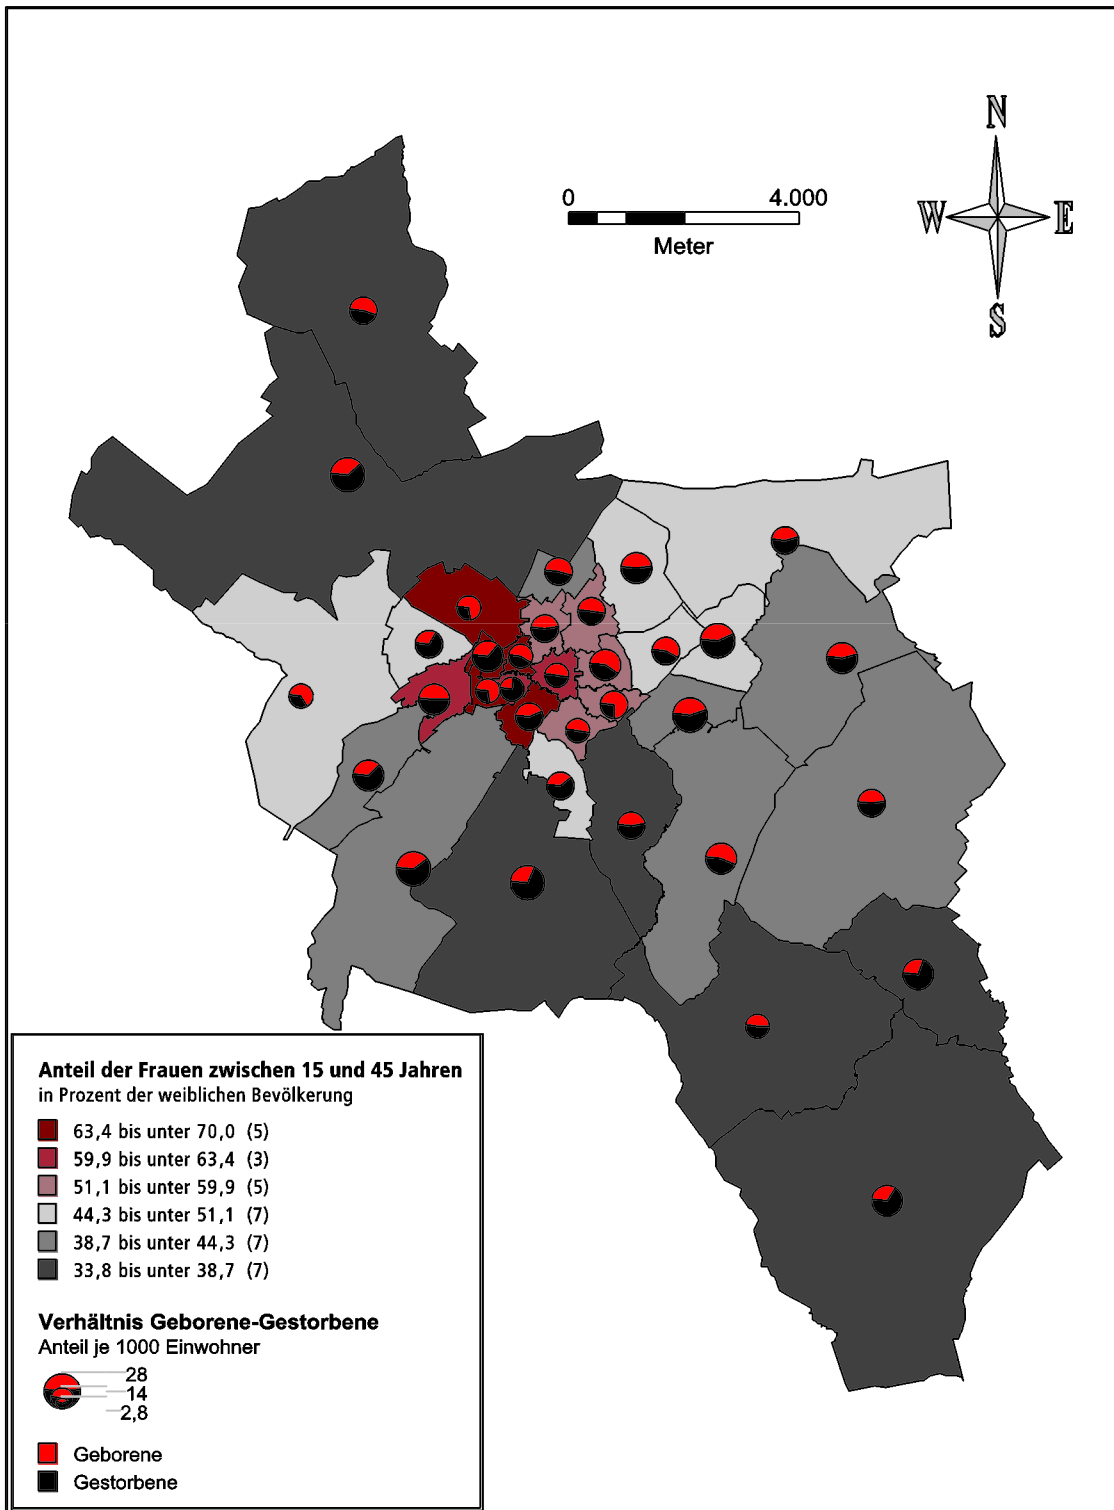 N
0 4.000
W E
Meter
S
Anteil der Frauen zwischen 15 und 45 Jahren
in Prozent der weiblichen Bevölkerung
63,4 bis unter 70,0 (5)
59,9 bis unter 63,4 (3)
51,1 bis unter 59,9 (5)
44,3 bis unter 51,1 (7)
38,7 bis unter 44,3 (7)
33,8 bis unter 38,7 (7)
Verhältnis Geborene-Gestorbene
Anteil je 1000 Einwohner
28
14
2,8
Geborene
Gestorbene